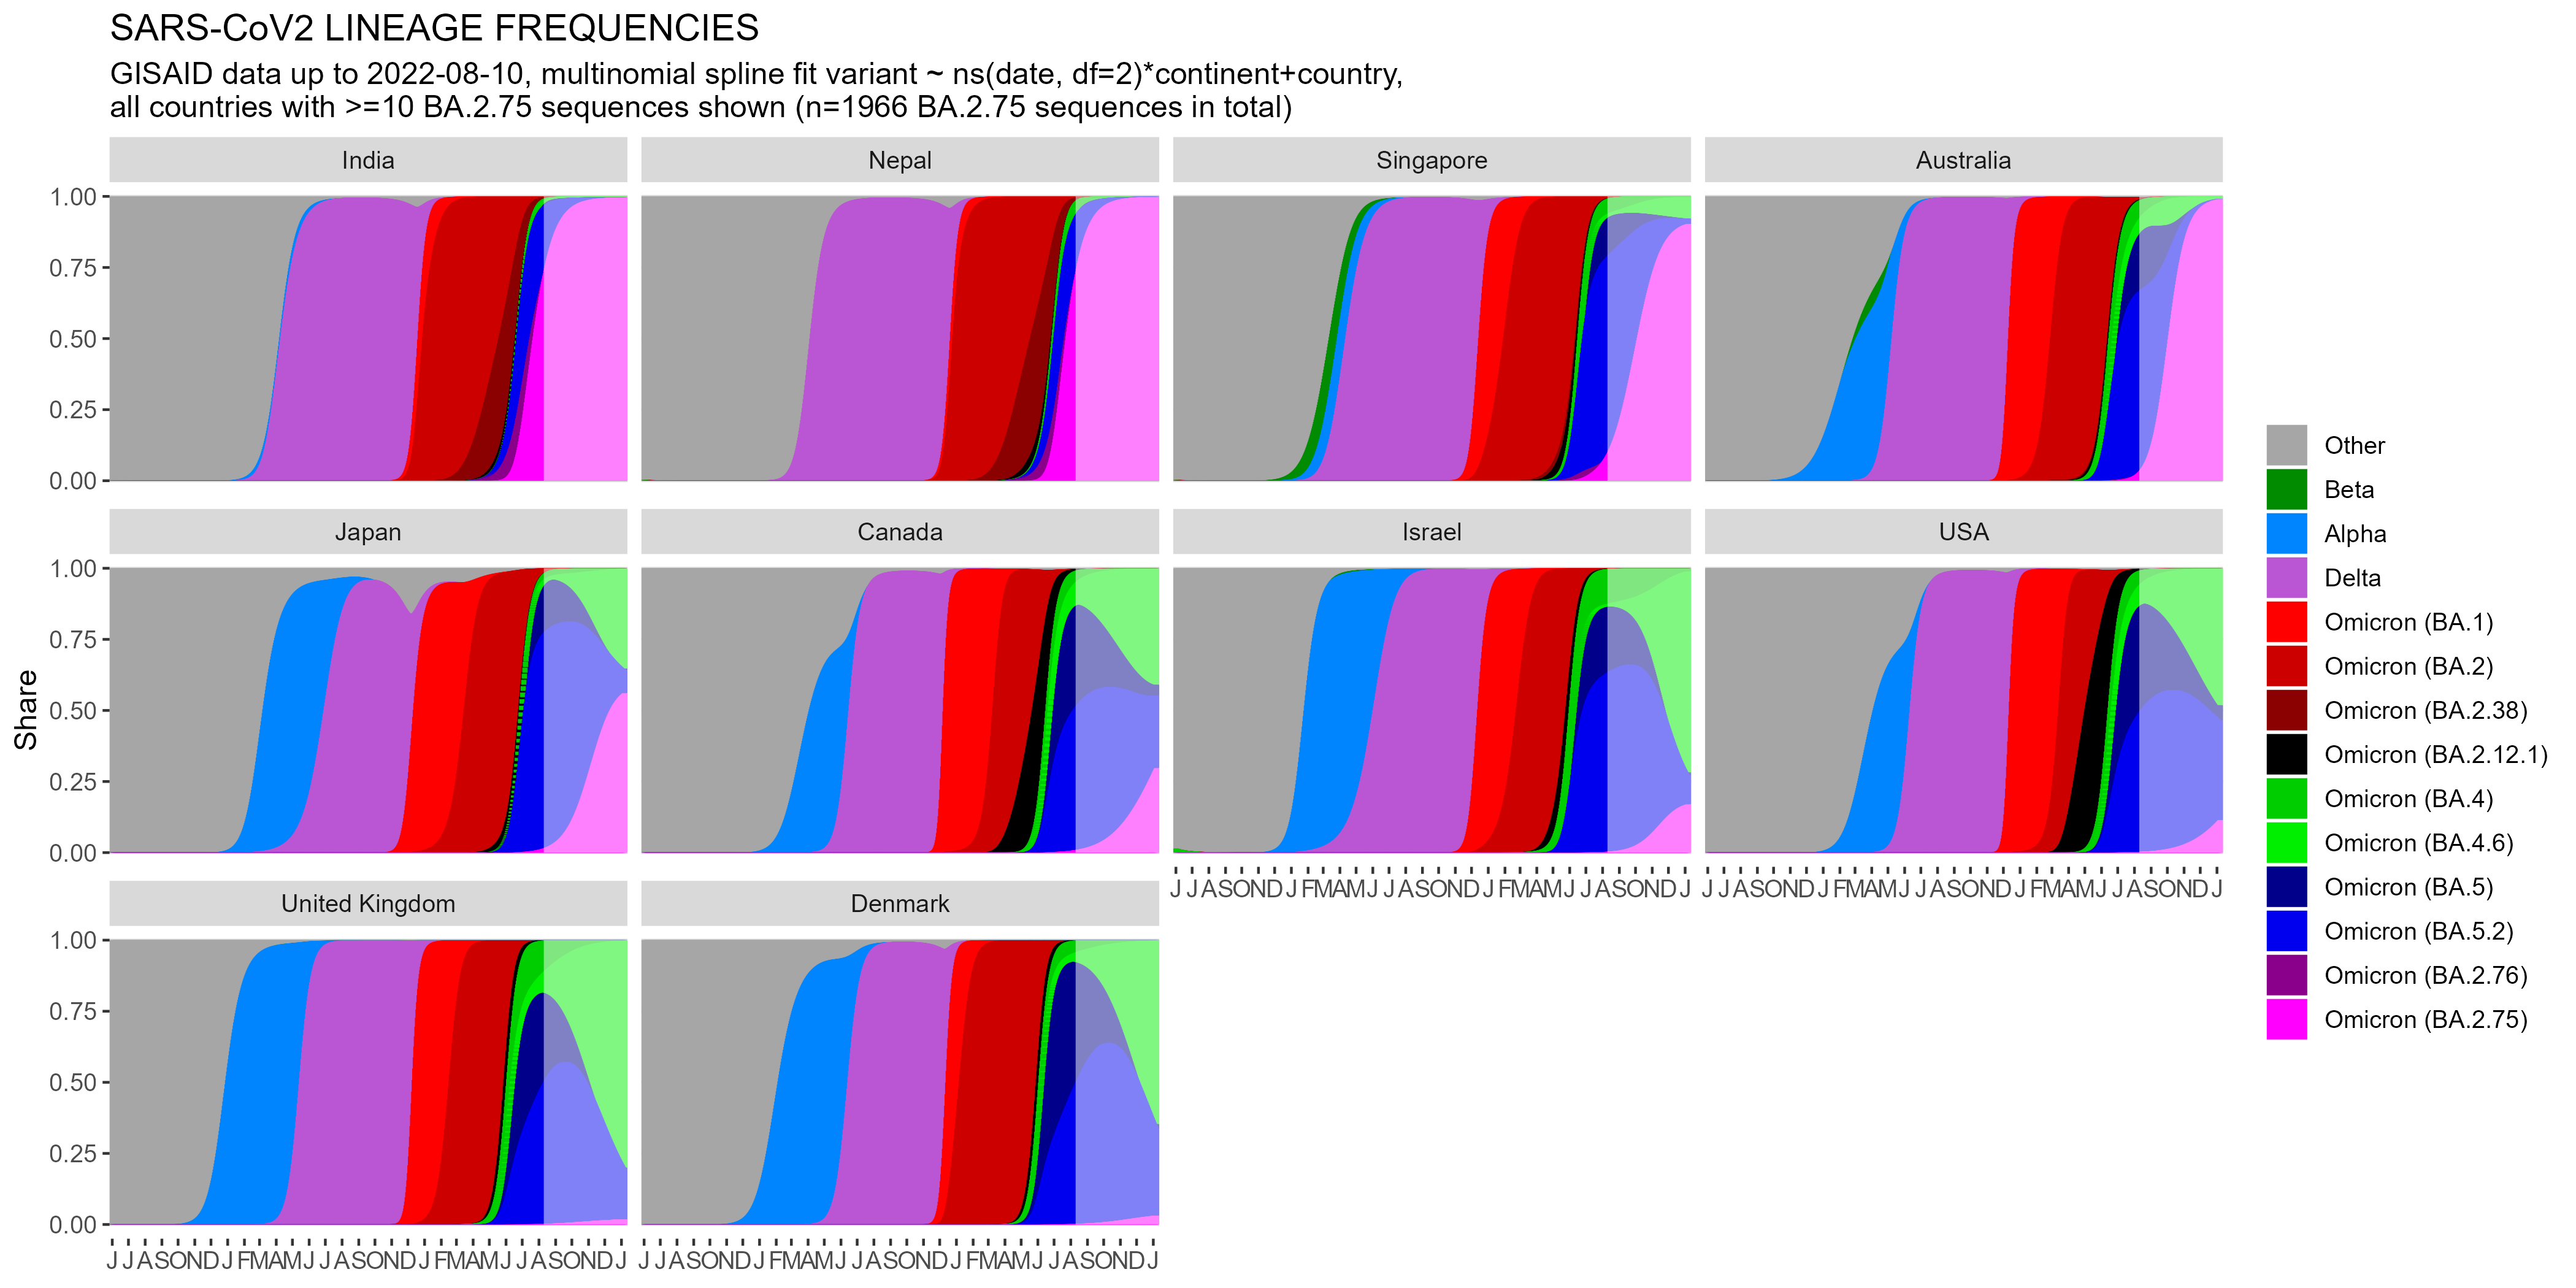 SARS-CoV2 LINEAGE FREQUENCIES
GISAID data up to 2022-08-10, multinomial spline fit variant ~ ns(date, df=2)*continent+country,
all countries with >=10 BA.2.75 sequences shown (n=1966 BA.2.75 sequences in total)
India
Nepal
Singapore
Australia
1.00
0.75
0.50
0.25
0.00
Japan
Canada
Israel
USA
1.00
0.75
0.50
0.25
0.00
Share
J J A S O N D J F M A M J J A S O N D J F M A M J J A S O N D J
J J A S O N D J F M A M J J A S O N D J F M A M J J A S O N D J
United Kingdom
Denmark
1.00
0.75
0.50
0.25
0.00
J J A S O N D J F M A M J J A S O N D J F M A M J J A S O N D J
J J A S O N D J F M A M J J A S O N D J F M A M J J A S O N D J
Other
Beta
Alpha
Delta
Omicron (BA.1)
Omicron (BA.2)
Omicron (BA.2.38)
Omicron (BA.2.12.1)
Omicron (BA.4)
Omicron (BA.4.6)
Omicron (BA.5)
Omicron (BA.5.2)
Omicron (BA.2.76)
Omicron (BA.2.75)